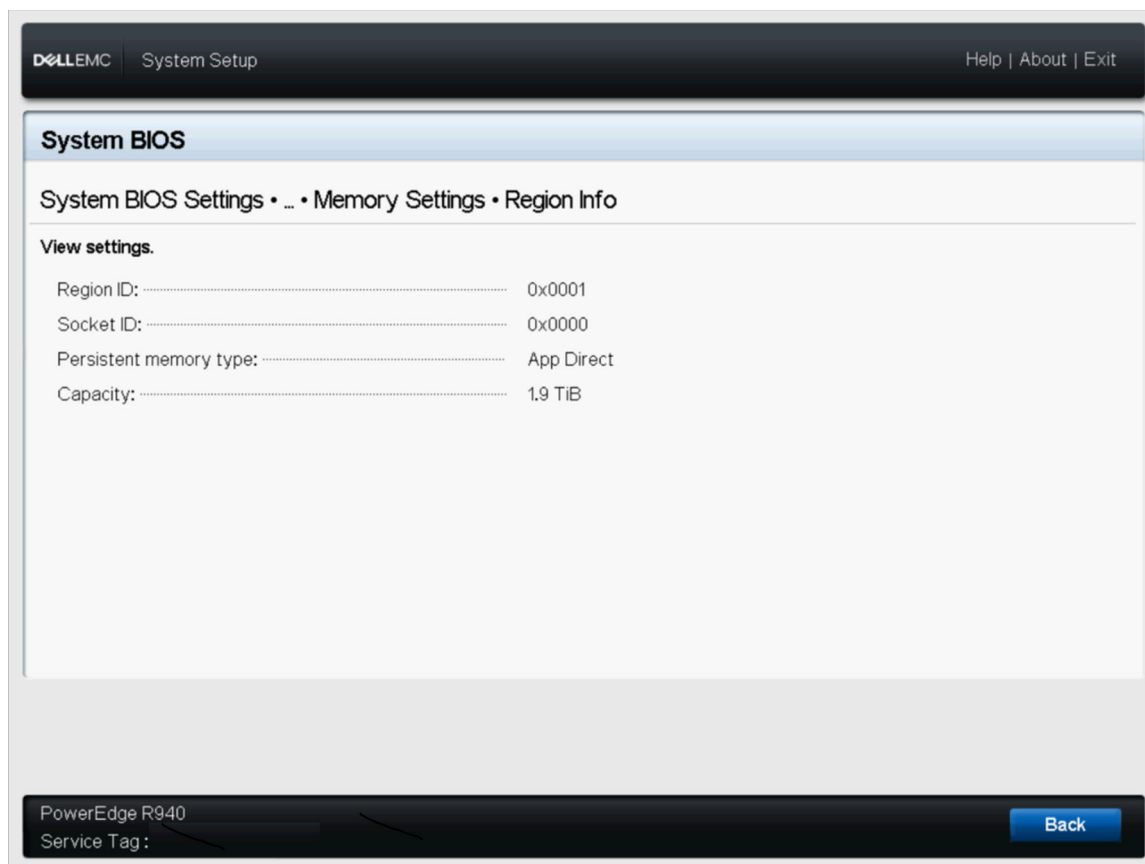 DELLEMC System Setup Help | About | Exit
System BIOS
System BIOS Settings • ... • Memory Settings • Region Info
View settings.
Region ID: 0x0001
Socket ID: 0x0000
Persistent memory type: App Direct
Capacity: 1.9 TiB
PowerEdge R940
Service Tag :
Back